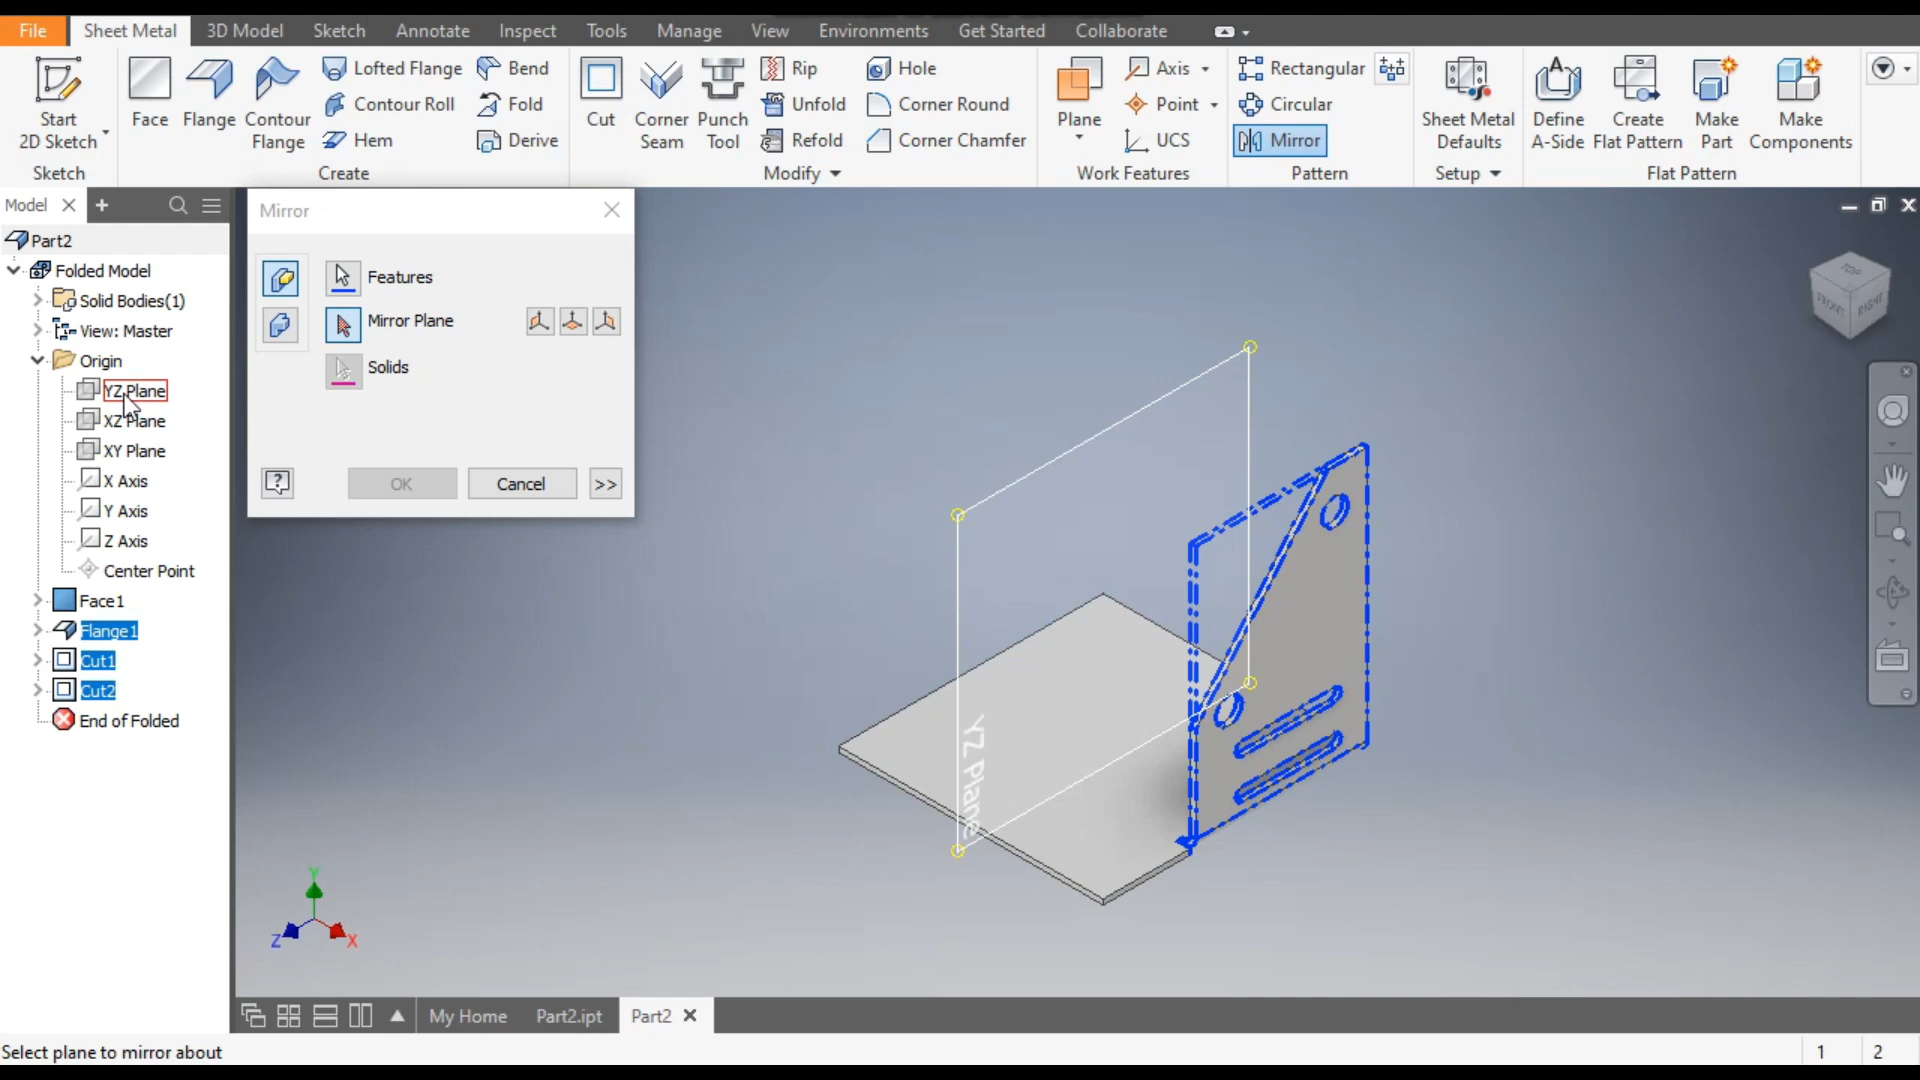 File Sheet Metal 3D Model Sketch Annotate Inspect Tools Manage View Environments Get Started Collaborate
Start
2D Sketch
Face
Flange
Contour
Flange
Lofted Flange
Contour Roll
Hem
Bend
Fold
Derive
Cut
Corner
Seam
Punch
Tool
Rip
Unfold
Refold
Hole
Corner Round
Corner Chamfer
Plane
Axis
Point
UCS
Rectangular
Circular
Mirror
Sheet Metal
Defaults
Define
A-Side
Create
Flat Pattern
Make
Part
Make
Components
Sketch Create Modify Work Features Pattern Setup Flat Pattern
Model
Part2
Folded Model
Solid Bodies(1)
View: Master
Origin
YZ Plane
XZ Plane
XY Plane
X Axis
Y Axis
Z Axis
Center Point
Face1
Flange1
Cut1
Cut2
End of Folded
Mirror
Features
Mirror Plane
Solids
?
OK Cancel >>
YZ Plane
TOP
FRONT RIGHT
Y
Z X
My Home Part2.ipt Part2
Select plane to mirror about 1 2